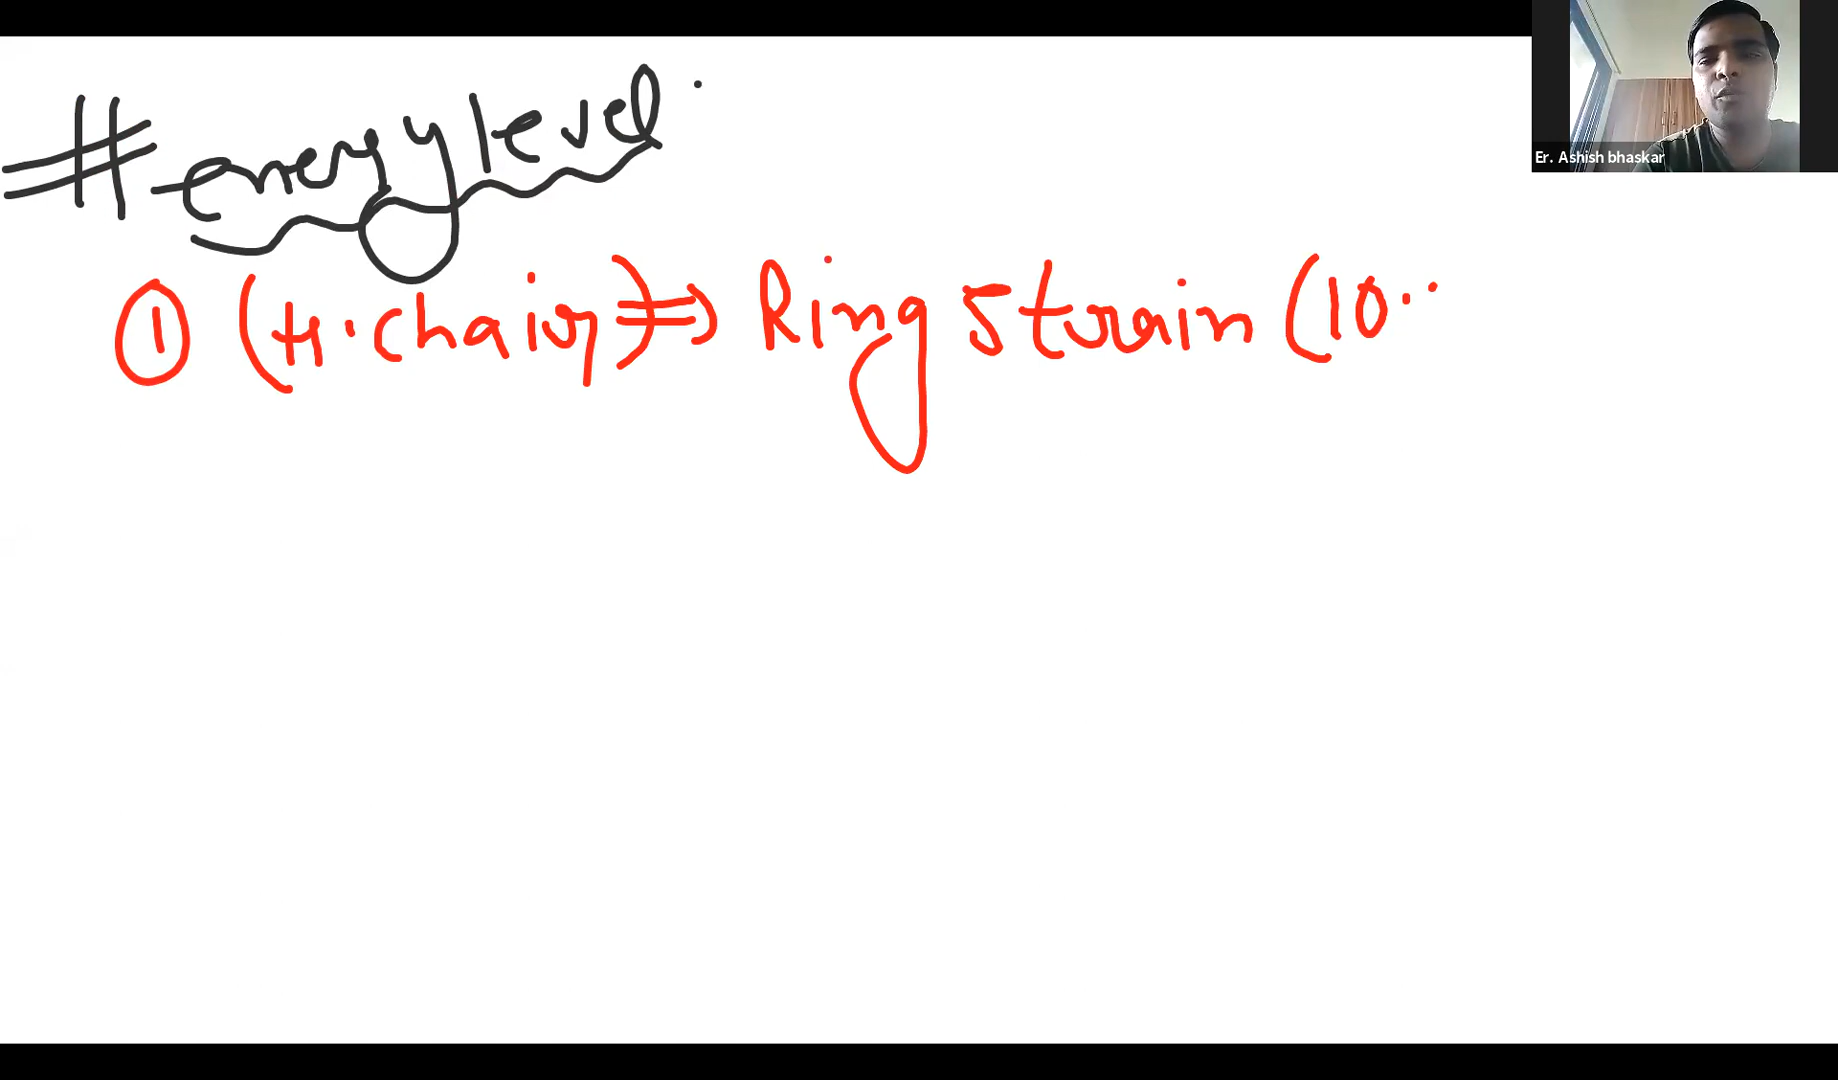 # energy level
Er. Ashish bhaskar
① (H.chair) ⇒ Ring Strain (10..